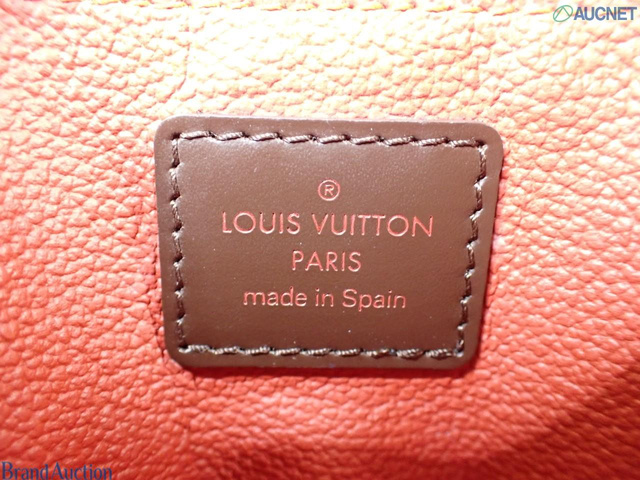 AUCNET
®
LOUIS VUITTON
PARIS
made in Spain
Brand Auction